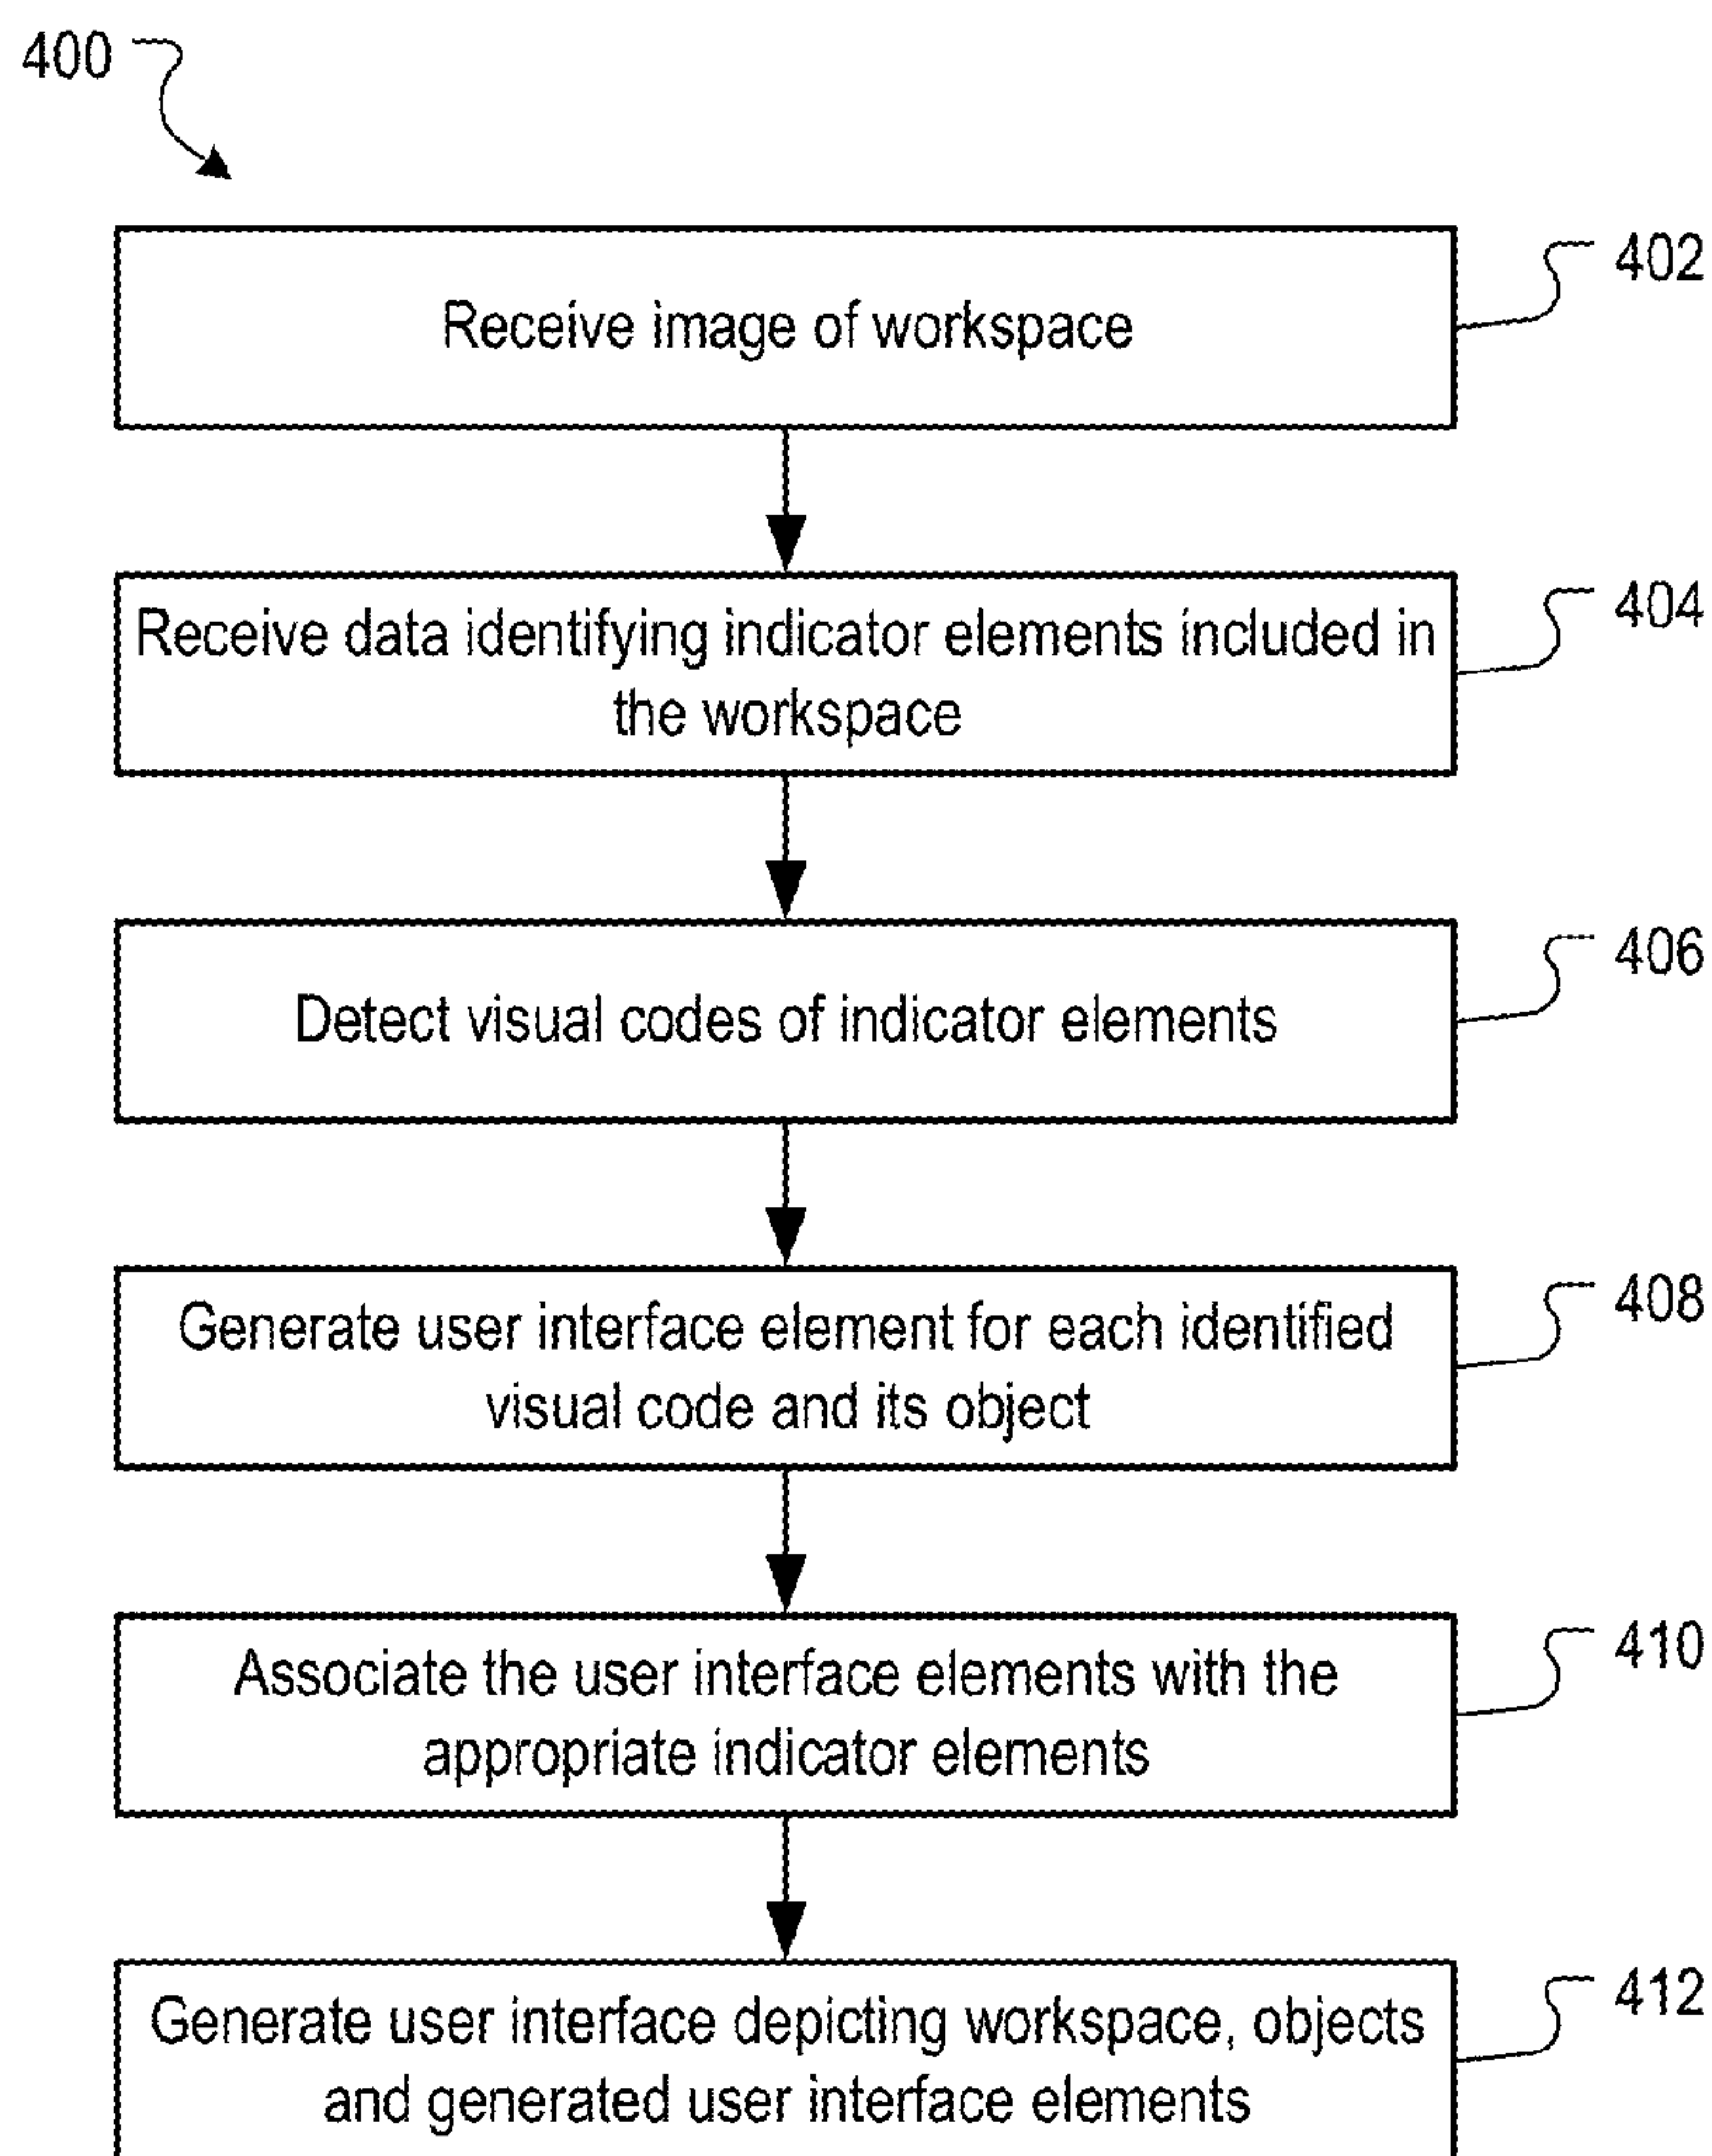 400
402
Receive image of workspace
404
Receive data identifying indicator elements included in
the workspace
406
Detect visual codes of indicator elements
408
Generate user interface element for each identified
visual code and its object
410
Associate the user interface elements with the
appropriate indicator elements
412
Generate user interface depicting workspace, objects
and generated user interface elements